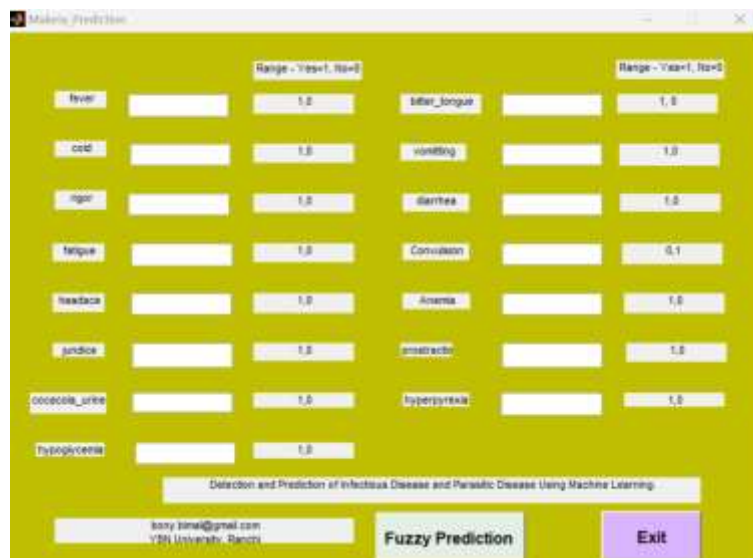 Maleria_Prediction
Range - Yes=1, No=0
Range - Yes=1, No=0
fever
1,0
bitter_tongue
1, 0
cold
1,0
vomitting
1,0
rigor
1,0
diarrhea
1,0
fatigue
1,0
Convulsion
0,1
headace
1,0
Anemia
1,0
jundice
1,0
prostractio
1,0
cococola_urine
1,0
hyperpyrexia
1,0
hypoglycemia
1,0
Detection and Prediction of Infectious Disease and Parasitic Disease Using Machine Learning
bony.bimal@gmail.com
YBN University, Ranchi
Fuzzy Prediction
Exit